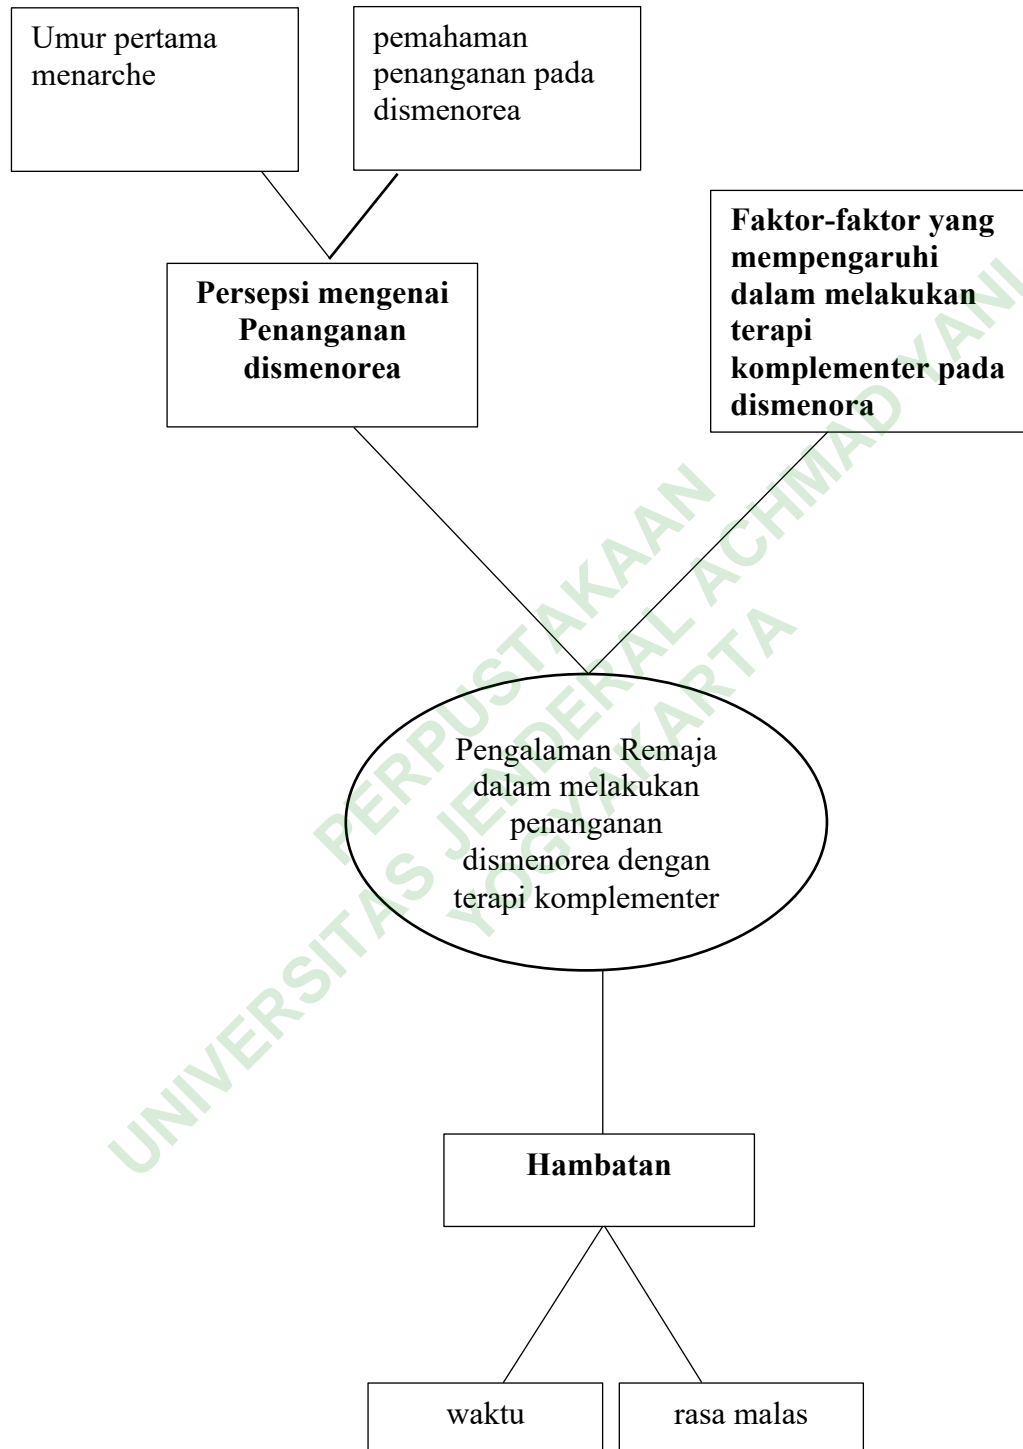 Umur pertama
menarche
pemahaman
penanganan pada
dismenorea
Persepsi mengenai
Penanganan
dismenorea
Faktor-faktor yang
mempengaruhi
dalam melakukan
terapi
komplementer pada
dismenora
Pengalaman Remaja
dalam melakukan
penanganan
dismenorea dengan
terapi komplementer
Hambatan
waktu
rasa malas
PERPUSTAKAAN
UNIVERSITAS JENDERAL ACHMAD YANI
YOGYAKARTA